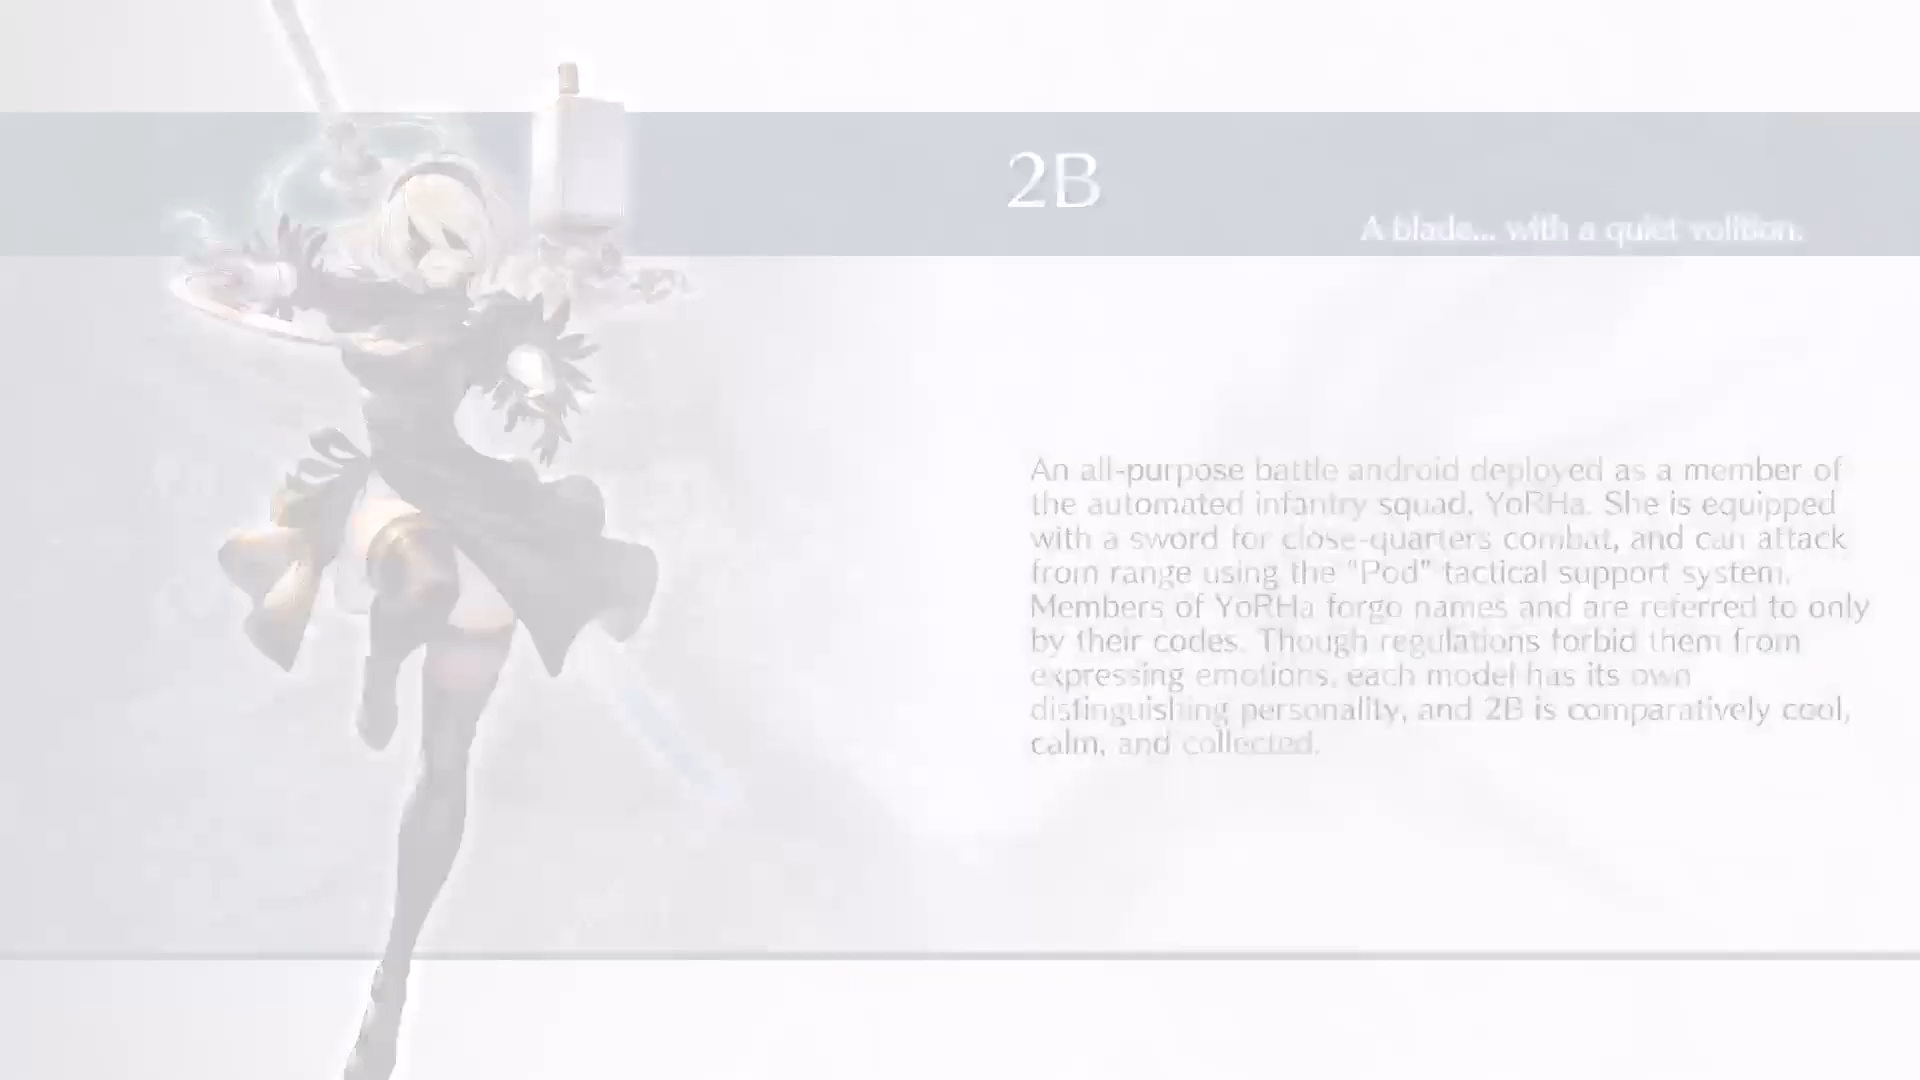 2B
A blade... with a quiet volition.
An all-purpose battle android deployed as a member of
the automated infantry squad, YoRHa. She is equipped
with a sword for close-quarters combat, and can attack
from range using the "Pod" tactical support system.
Members of YoRHa forgo names and are referred to only
by their codes. Though regulations forbid them from
expressing emotions, each model has its own
distinguishing personality, and 2B is comparatively cool,
calm, and collected.